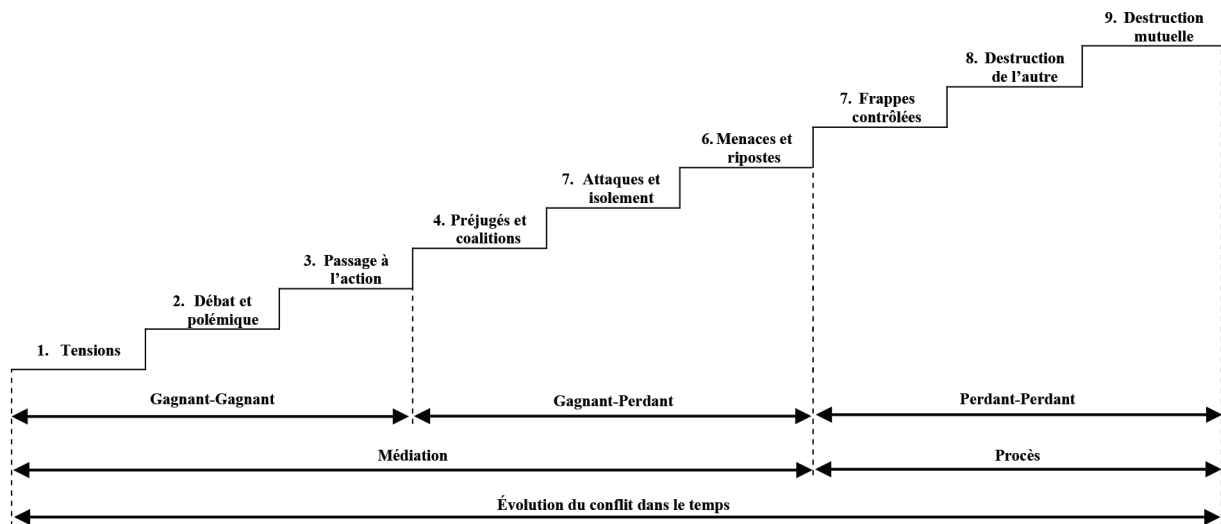 9. Destruction
mutuelle
8. Destruction
de l'autre
7. Frappes
contrôlées
6. Menaces et
ripostes
7. Attaques et
isolement
4. Préjugés et
coalitions
3. Passage à
l'action
2. Débat et
polémique
1. Tensions
Gagnant-Gagnant
Gagnant-Perdant
Perdant-Perdant
Médiation
Procès
Évolution du conflit dans le temps